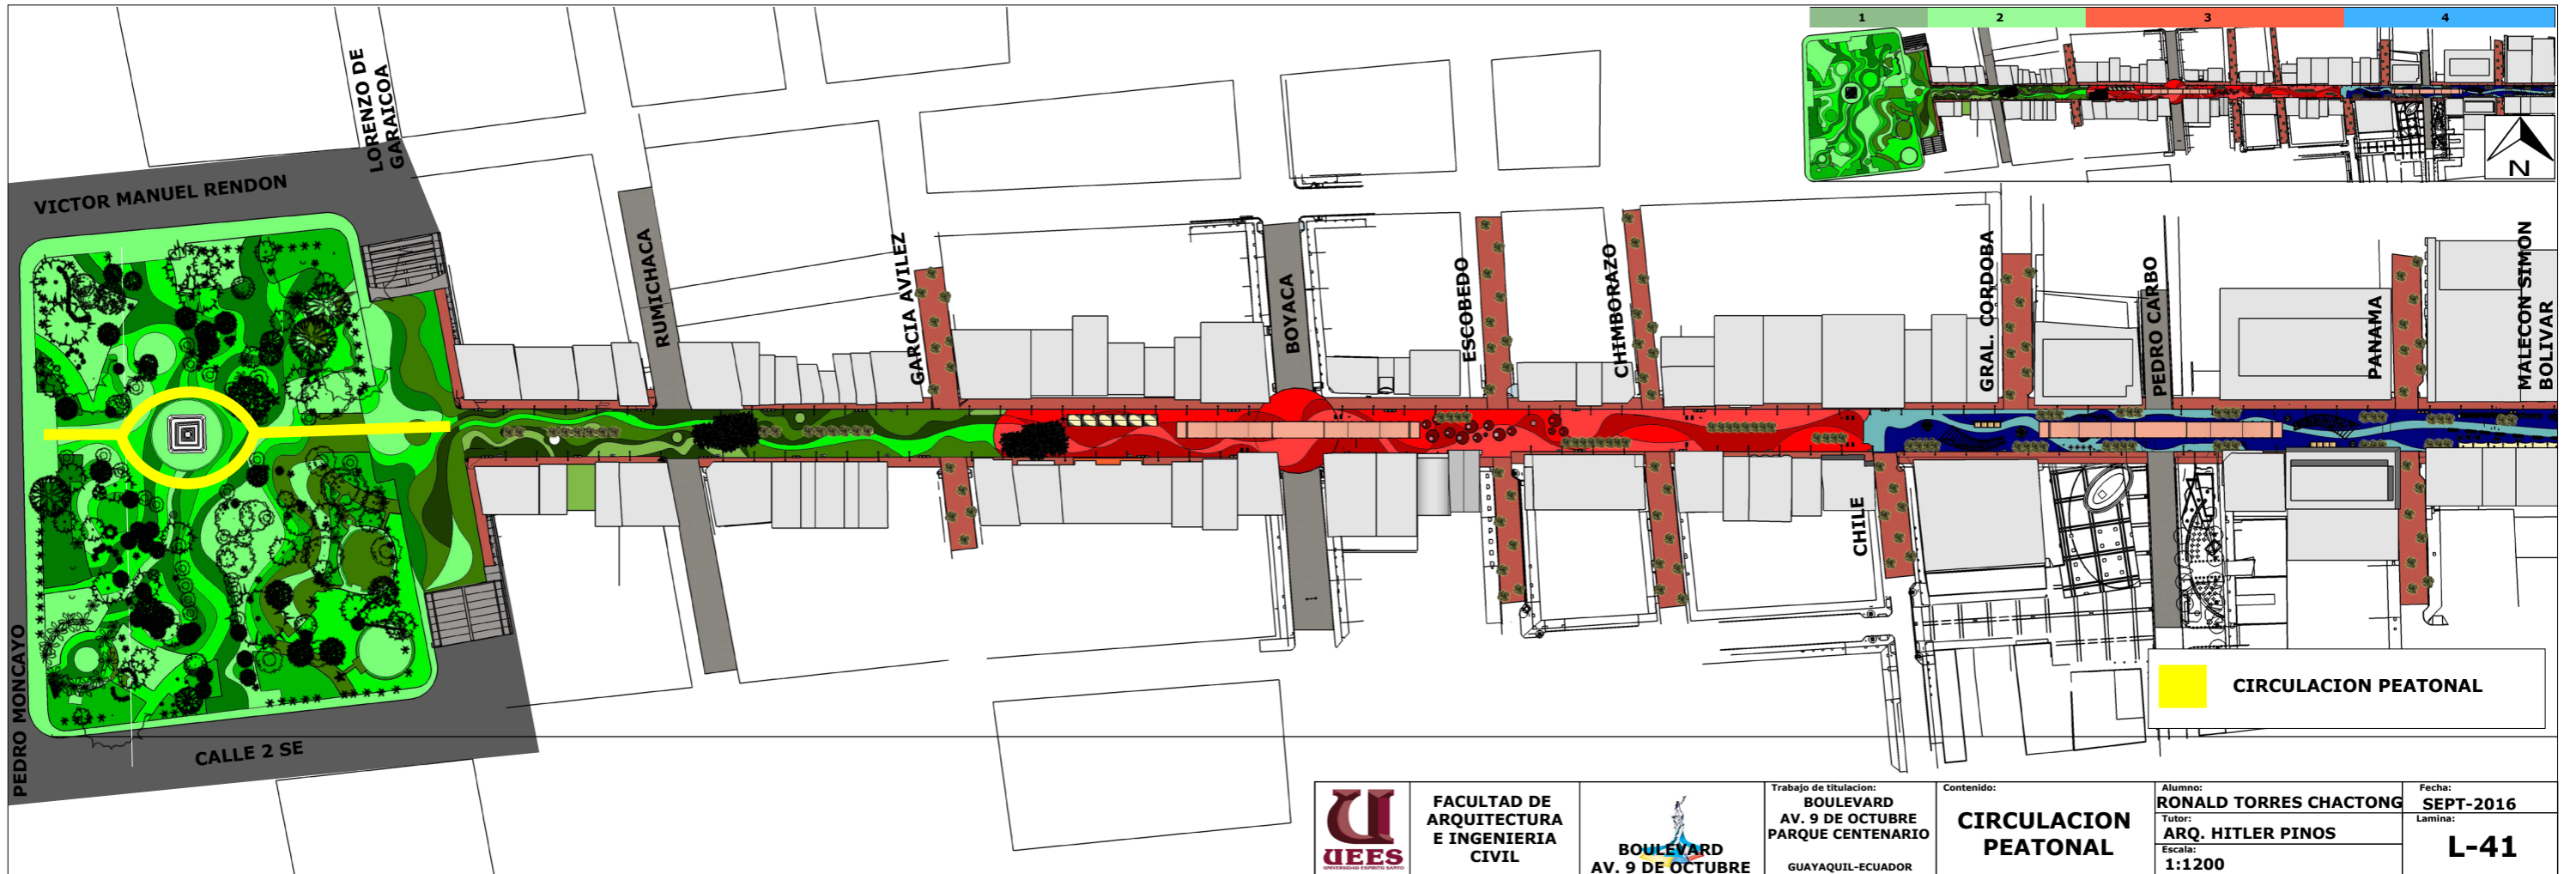 1
2
3
4
N
LORENZO DE
GARAICOA
VICTOR MANUEL RENDON
RUMICHACA
GARCIA AVILEZ
BOYACA
ESCOBEDO
CHIMBORAZO
GRAL. CORDOBA
PEDRO CARBO
PANAMA
MALECON SIMON
BOLIVAR
CHILE
PEDRO MONCAYO
CALLE 2 SE
CIRCULACION PEATONAL
UEES
UNIVERSIDAD ESPIRITU SANTO
FACULTAD DE
ARQUITECTURA
E INGENIERIA
CIVIL
BOULEVARD
AV. 9 DE OCTUBRE
Trabajo de titulacion:
BOULEVARD
AV. 9 DE OCTUBRE
PARQUE CENTENARIO
GUAYAQUIL-ECUADOR
Contenido:
CIRCULACION
PEATONAL
Alumno:
RONALD TORRES CHACTONG
Tutor:
ARQ. HITLER PINOS
Escala:
1:1200
Fecha:
SEPT-2016
Lamina:
L-41